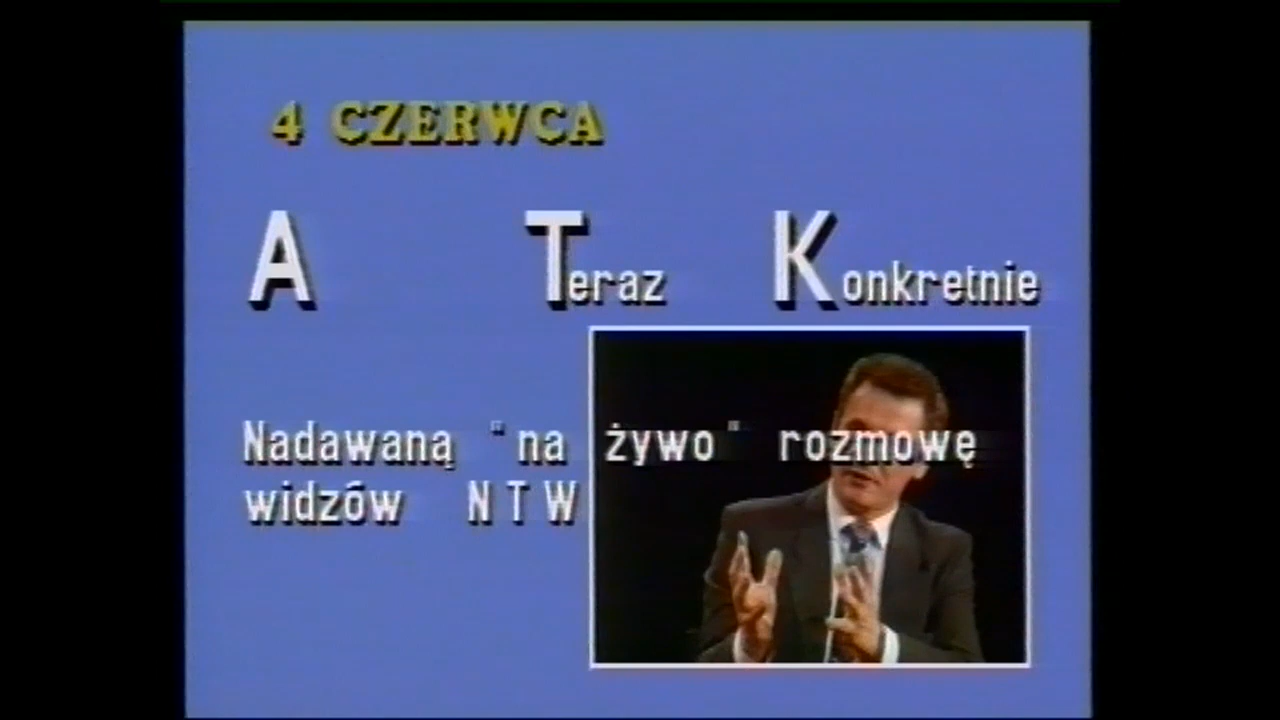 4 CZERWCA
A Teraz Konkretnie
Nadawaną "na żywo" rozmowę
widzów NTW